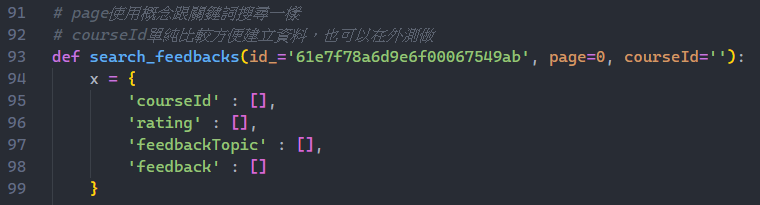 91 # page使用概念跟關鍵詞搜尋一樣
92 # courseId單純比較方便建立資料，也可以在外測做
93 def search_feedbacks(id_='61e7f78a6d9e6f00067549ab', page=0, courseId=''):
94 x = {
95 'courseId' : [],
96 'rating' : [],
97 'feedbackTopic' : [],
98 'feedback' : []
99 }